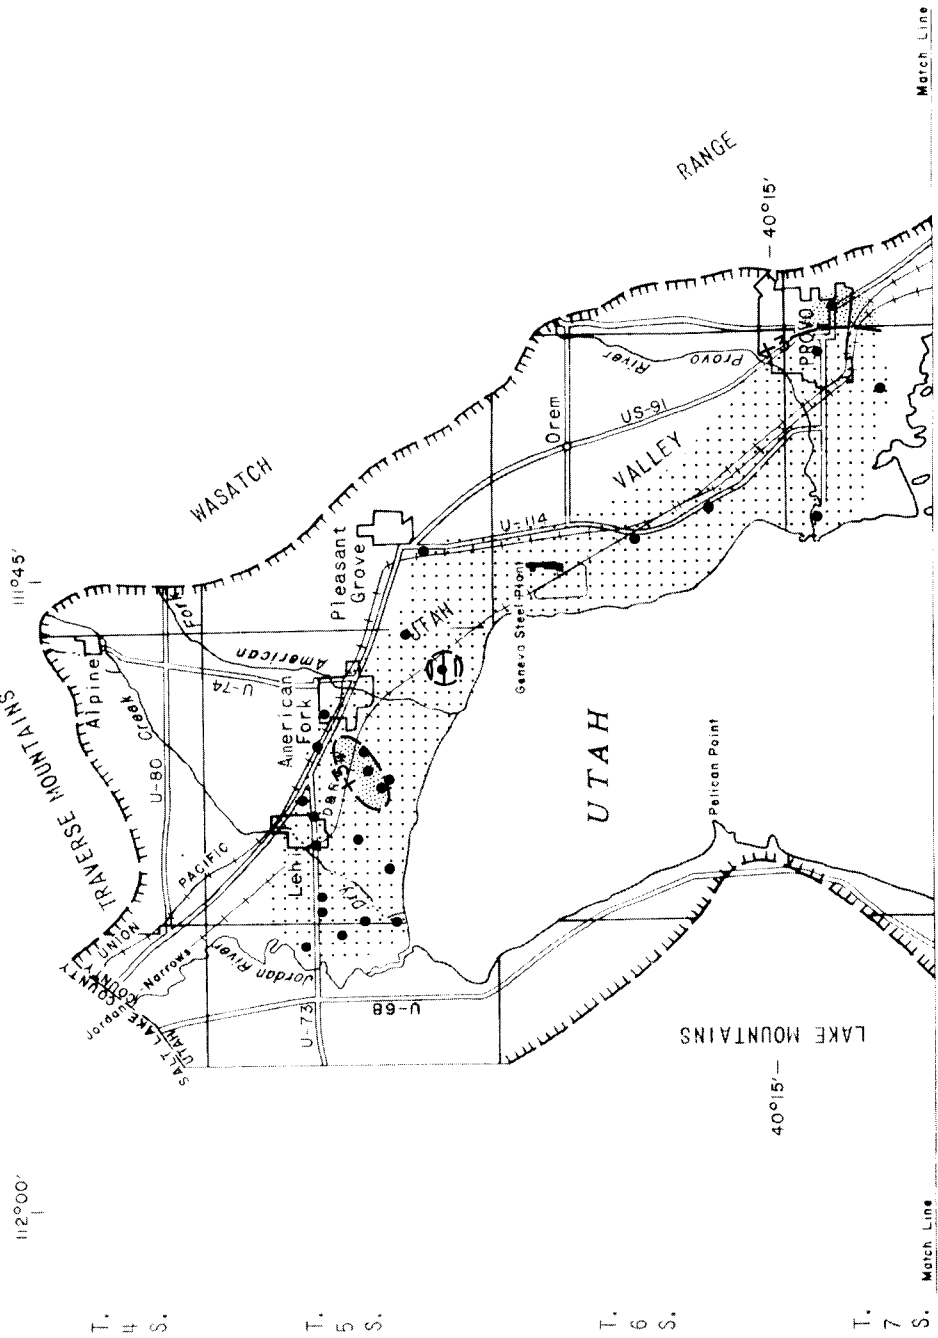 112°00'
111°45'
T.
4
S.
T.
5
S.
T.
6
S.
T.
7
S.
TRAVERSE MOUNTAINS
Alpine
U-80
Creek
Fork
American
U-74
WASATCH
RANGE
SALT LAKE COUNTY
UTAH COUNTY
Jordan Narrows
UNION
PACIFIC
Jordan River
Lehi
Dry
D&RGW
American
Fork
Pleasant
Grove
U-73
U-68
UTAH
VALLEY
U-114
US-91
Orem
Provo
River
Geneva Steel Plant
PROVO
40°15'
UTAH
Pelican Point
LAKE MOUNTAINS
40°15'
Match Line
Match Line